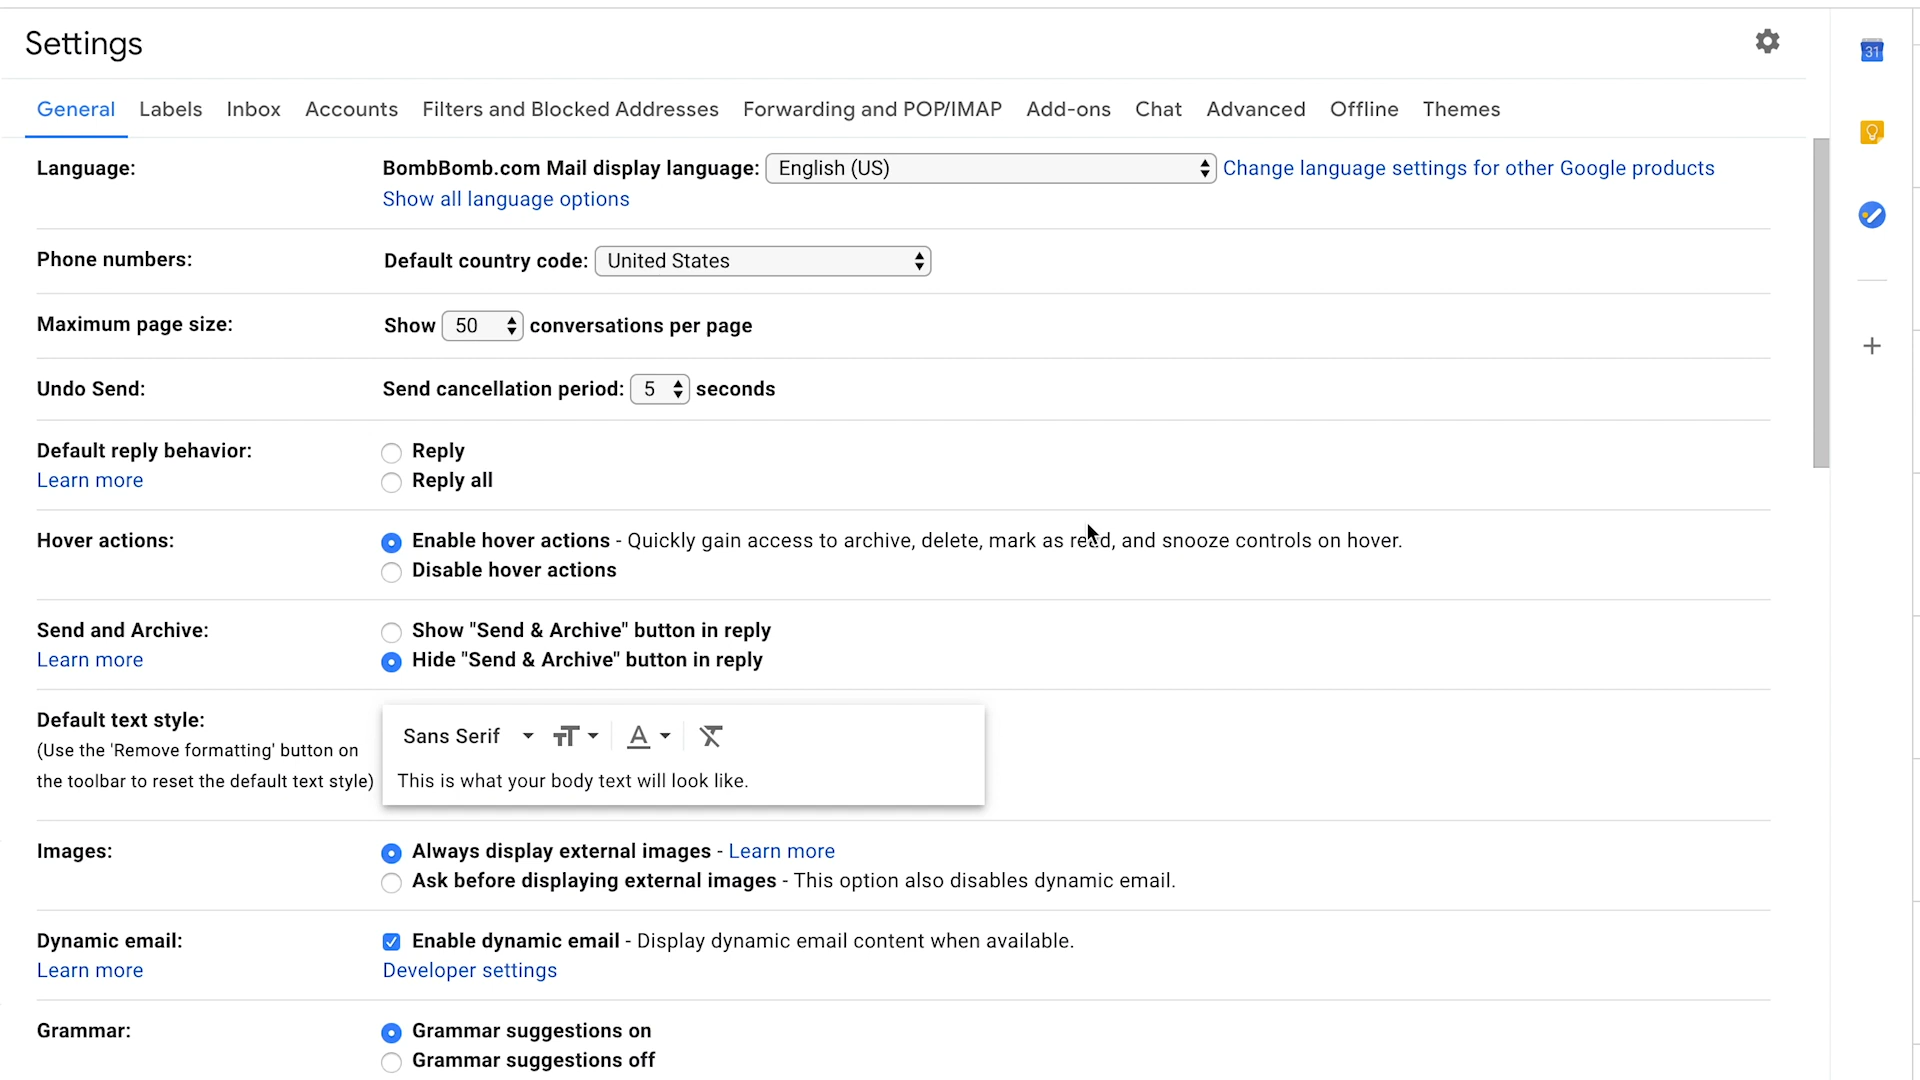 Settings
31
General Labels Inbox Accounts Filters and Blocked Addresses Forwarding and POP/IMAP Add-ons Chat Advanced Offline Themes
Language: BombBomb.com Mail display language: English (US) Change language settings for other Google products
Show all language options
Phone numbers: Default country code: United States
Maximum page size: Show 50 conversations per page
Undo Send: Send cancellation period: 5 seconds
Default reply behavior: Reply
Learn more Reply all
Hover actions: Enable hover actions - Quickly gain access to archive, delete, mark as read, and snooze controls on hover.
Disable hover actions
Send and Archive: Show "Send & Archive" button in reply
Learn more Hide "Send & Archive" button in reply
Default text style: Sans Serif
(Use the 'Remove formatting' button on
the toolbar to reset the default text style) This is what your body text will look like.
Images: Always display external images - Learn more
Ask before displaying external images - This option also disables dynamic email.
Dynamic email: Enable dynamic email - Display dynamic email content when available.
Learn more Developer settings
Grammar: Grammar suggestions on
Grammar suggestions off